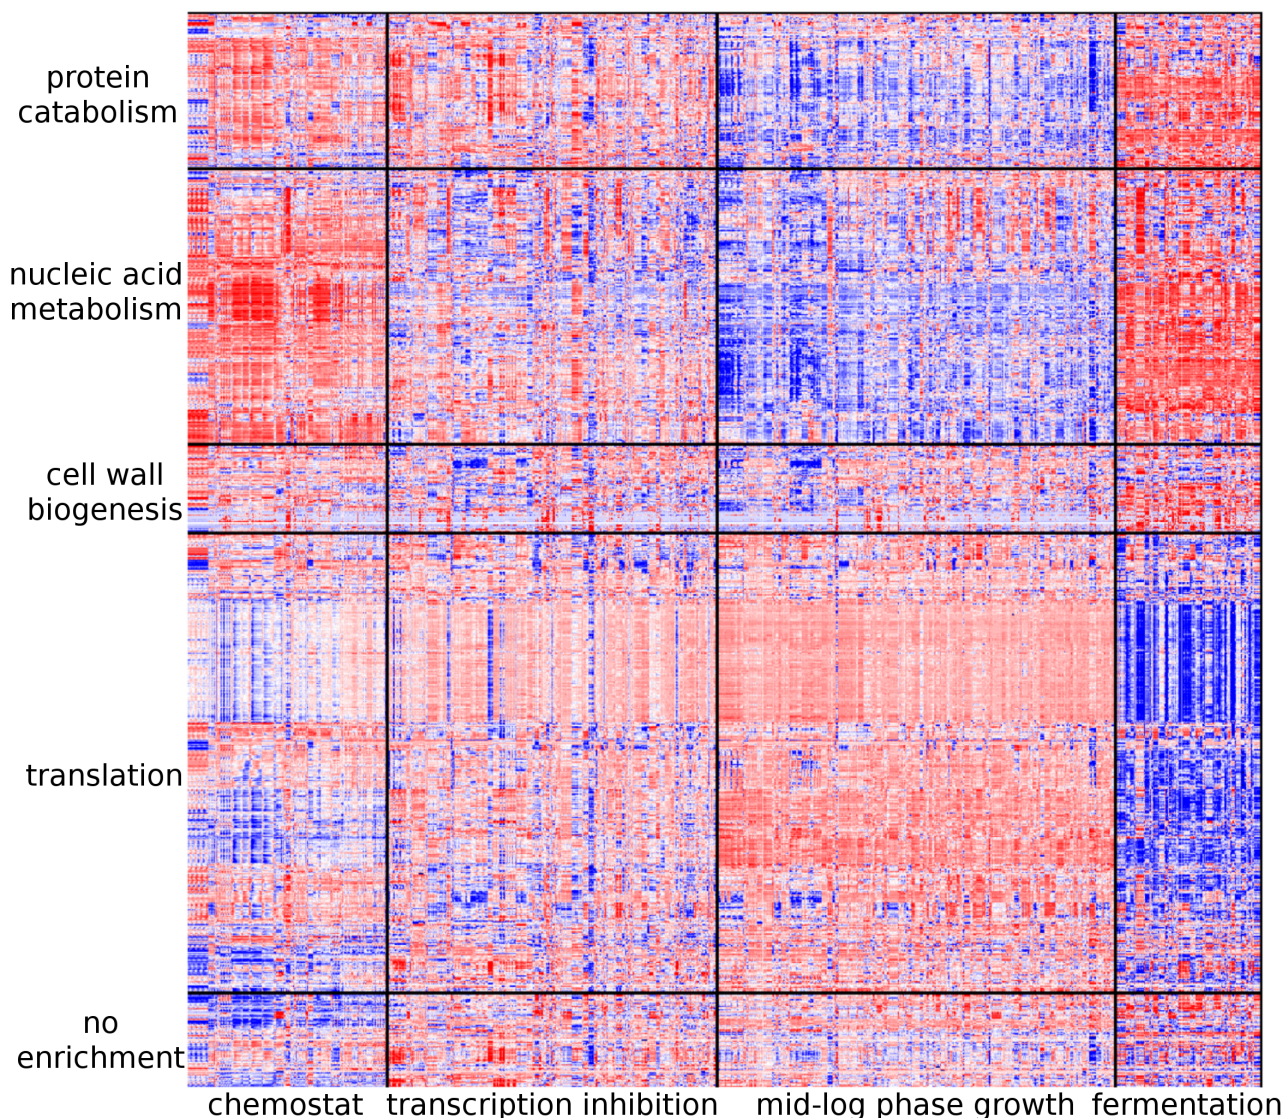 protein
catabolism
nucleic acid
metabolism
cell wall
biogenesis
translation
no
enrichment
chemostat transcription inhibition mid-log phase growth fermentation